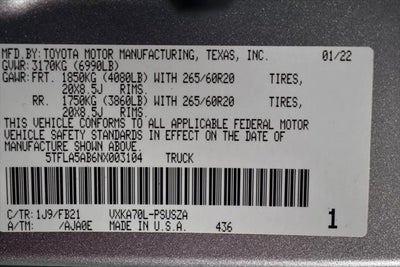 MFD.BY: TOYOTA MOTOR MANUFACTURING, TEXAS, INC. 01/22
GVWR: 3170KG (6990LB)
GAWR: FRT. 1850KG (4080LB) WITH 265/60R20 TIRES,
20X8.5J RIMS.
RR. 1750KG (3860LB) WITH 265/60R20 TIRES,
20X8.5J RIMS.
THIS VEHICLE CONFORMS TO ALL APPLICABLE FEDERAL MOTOR
VEHICLE SAFETY STANDARDS IN EFFECT ON THE DATE OF
MANUFACTURE SHOWN ABOVE.
5TFLA5AB6NX003104 TRUCK
C/TR: 1J9/FB21 VXKA70L-PSUSZA
A/TM: /AJA0E MADE IN U.S.A. 436 1